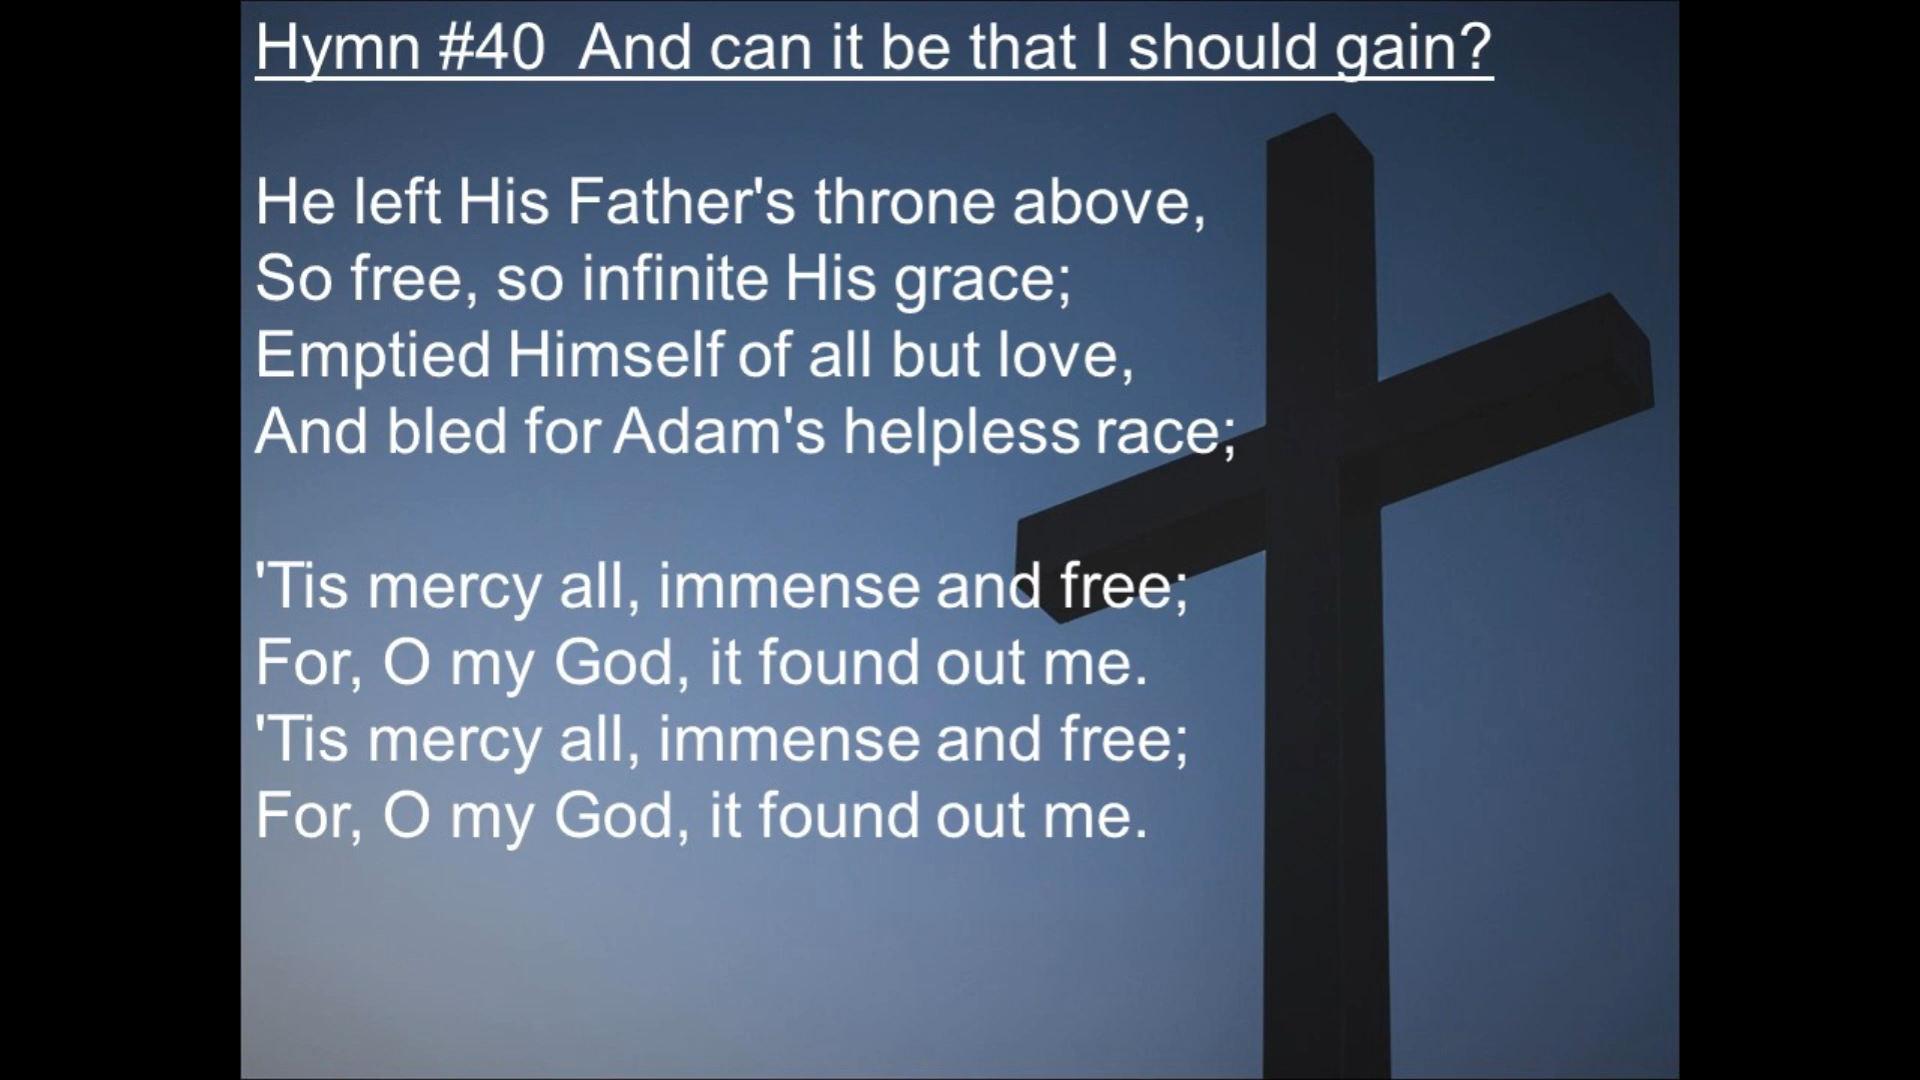 Hymn #40  And can it be that I should gain?
He left His Father's throne above,
So free, so infinite His grace;
Emptied Himself of all but love,
And bled for Adam's helpless race;
'Tis mercy all, immense and free;
For, O my God, it found out me.
'Tis mercy all, immense and free;
For, O my God, it found out me.